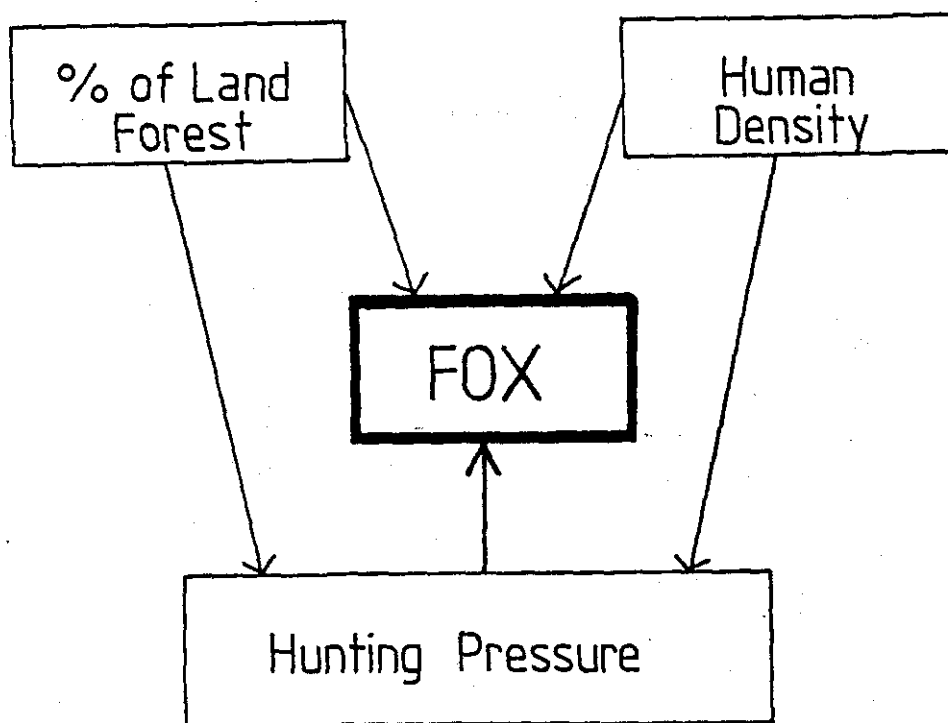 % of Land
Forest
Human
Density
FOX
Hunting Pressure